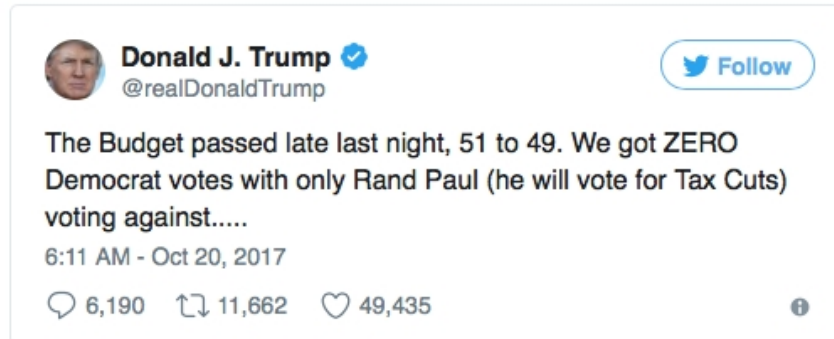 Donald J. Trump
@realDonaldTrump
Follow
The Budget passed late last night, 51 to 49. We got ZERO
Democrat votes with only Rand Paul (he will vote for Tax Cuts)
voting against.....
6:11 AM - Oct 20, 2017
6,190 11,662 49,435